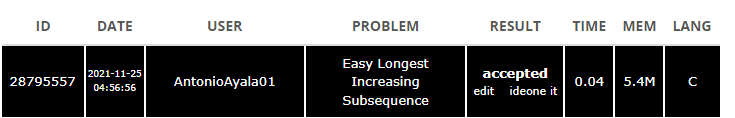 ID DATE USER PROBLEM RESULT TIME MEM LANG
28795557 2021-11-25 04:56:56 AntonioAyala01 Easy Longest Increasing Subsequence accepted edit ideone it 0.04 5.4M C